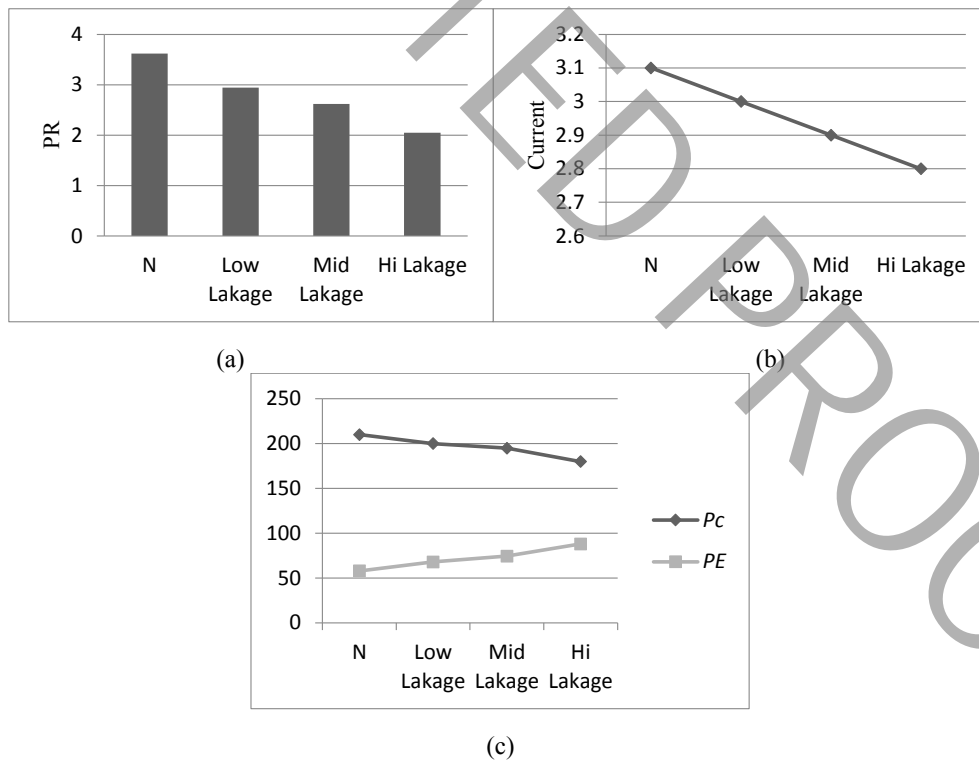 4
3
2
1
0
PR
N
Low
Lakage
Mid
Lakage
Hi Lakage
(a)
3.2
3.1
3
2.9
2.8
2.7
2.6
Current
N
Low
Lakage
Mid
Lakage
Hi Lakage
(b)
250
200
150
100
50
0
N
Low
Lakage
Mid
Lakage
Hi
Lakage
Pc
PE
(c)
TED PROO